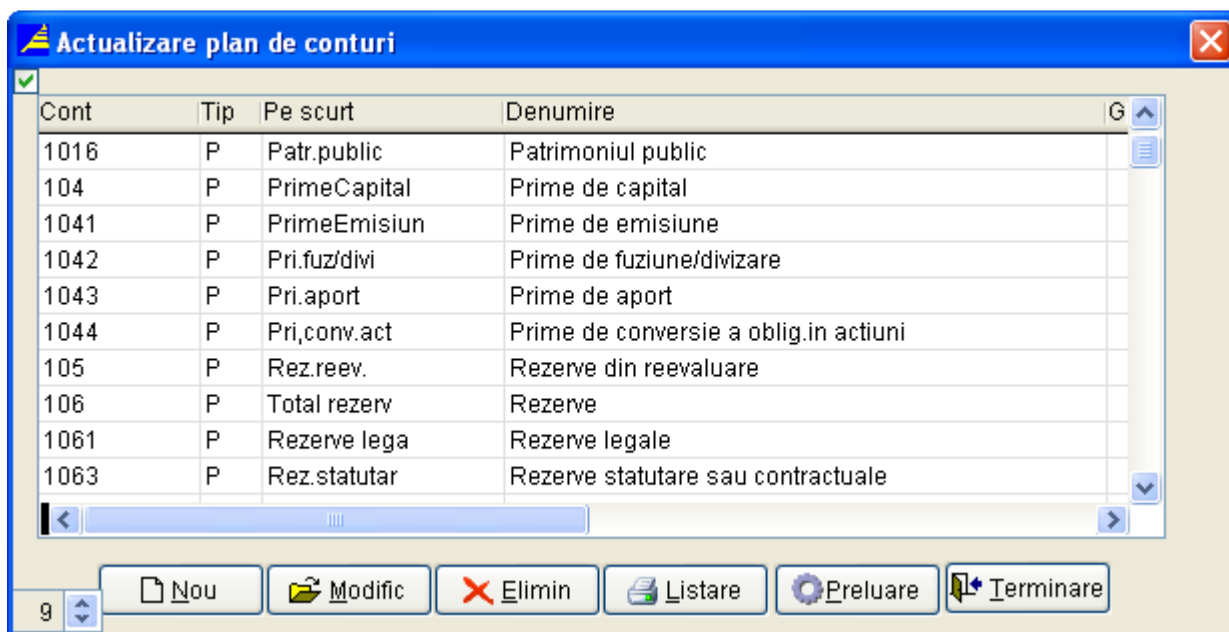 Actualizare plan de conturi
Cont Tip Pe scurt Denumire G
1016 P Patr.public Patrimoniul public
104 P PrimeCapital Prime de capital
1041 P PrimeEmisiun Prime de emisiune
1042 P Pri.fuz/divi Prime de fuziune/divizare
1043 P Pri.aport Prime de aport
1044 P Pri,conv.act Prime de conversie a oblig.in actiuni
105 P Rez.reev. Rezerve din reevaluare
106 P Total rezerv Rezerve
1061 P Rezerve lega Rezerve legale
1063 P Rez.statutar Rezerve statutare sau contractuale
Nou Modific Elimin Listare Preluare Terminare
9